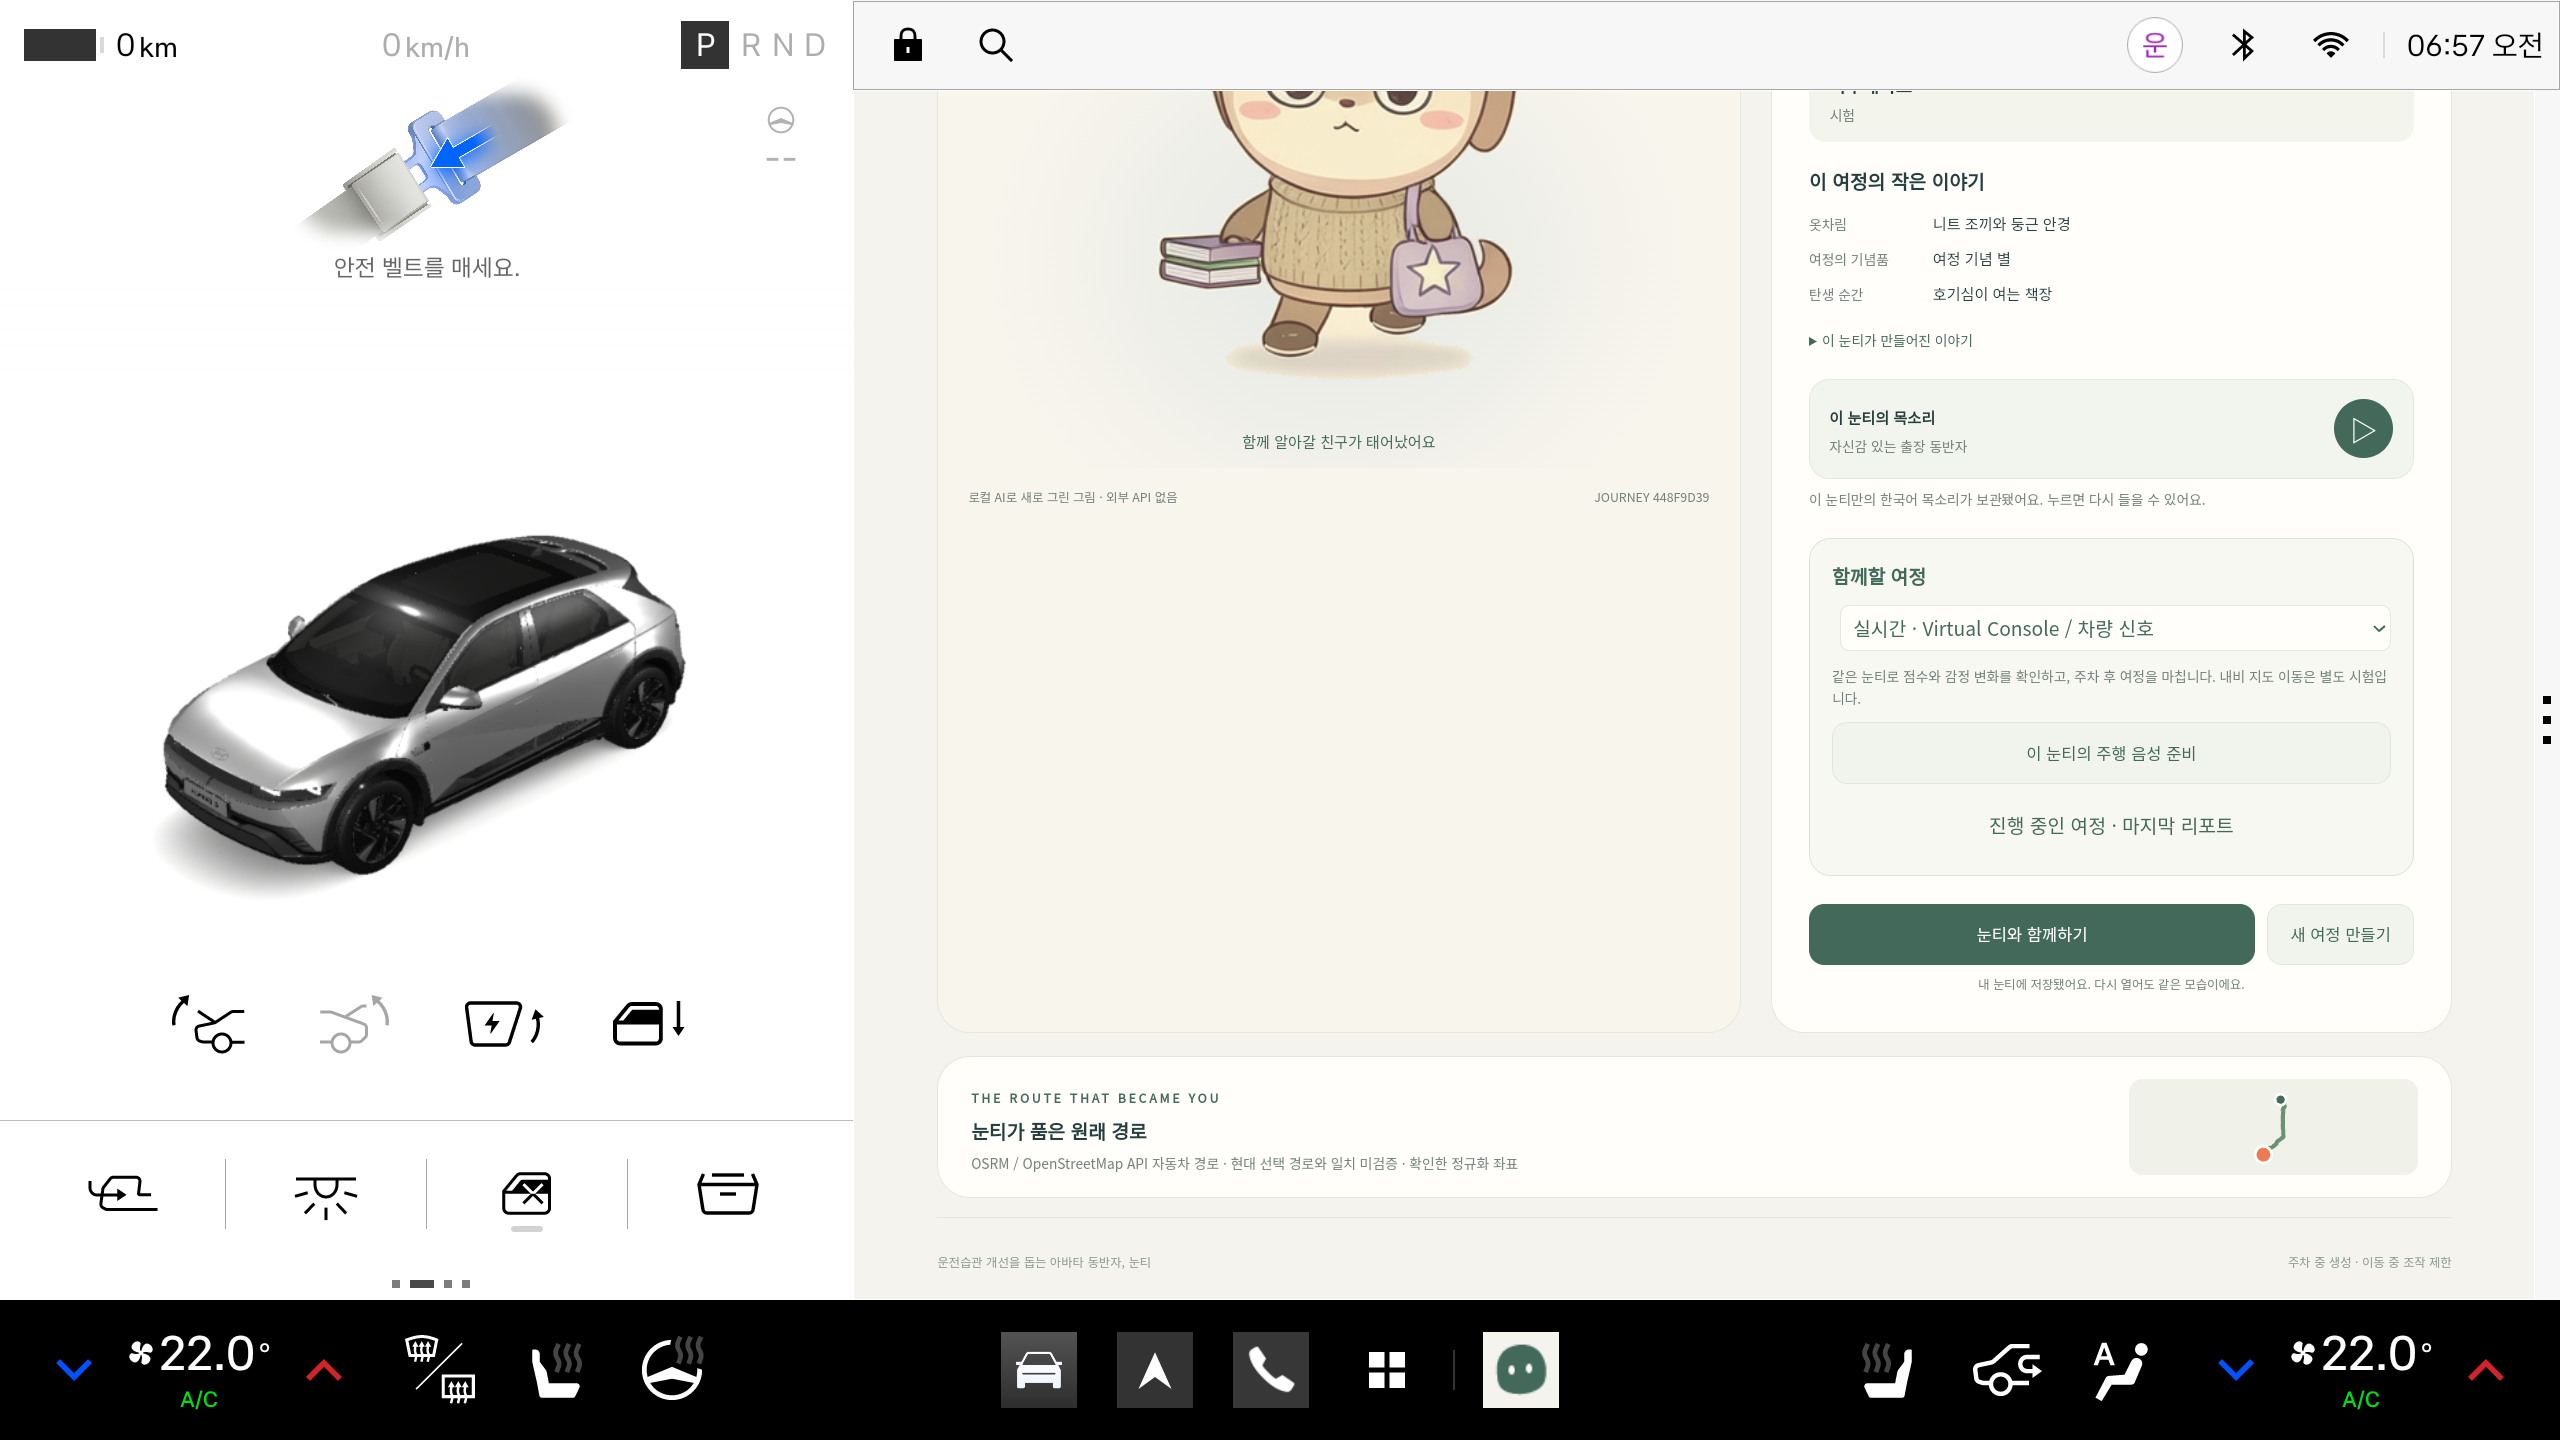 0 km
0 km/h
P R N D
운
06:57 오전
안전 벨트를 매세요.
함께 알아갈 친구가 태어났어요
로컬 AI로 새로 그린 그림 · 외부 API 없음
JOURNEY 448F9D39
시험
이 여정의 작은 이야기
옷차림 니트 조끼와 둥근 안경
여정의 기념품 여정 기념 별
탄생 순간 호기심이 여는 책장
▶ 이 눈티가 만들어진 이야기
이 눈티의 목소리
자신감 있는 출장 동반자
이 눈티만의 한국어 목소리가 보관됐어요. 누르면 다시 들을 수 있어요.
함께할 여정
실시간 · Virtual Console / 차량 신호
같은 눈티로 점수와 감정 변화를 확인하고, 주차 후 여정을 마칩니다. 내비 지도 이동은 별도 시험입
니다.
이 눈티의 주행 음성 준비
진행 중인 여정 · 마지막 리포트
눈티와 함께하기
새 여정 만들기
내 눈티에 저장됐어요. 다시 열어도 같은 모습이에요.
THE ROUTE THAT BECAME YOU
눈티가 품은 원래 경로
OSRM / OpenStreetMap API 자동차 경로 · 현대 선택 경로와 일치 미검증 · 확인한 정규화 좌표
운전습관 개선을 돕는 아바타 동반자, 눈티
주차 중 생성 · 이동 중 조작 제한
22.0°
A/C
A
22.0°
A/C